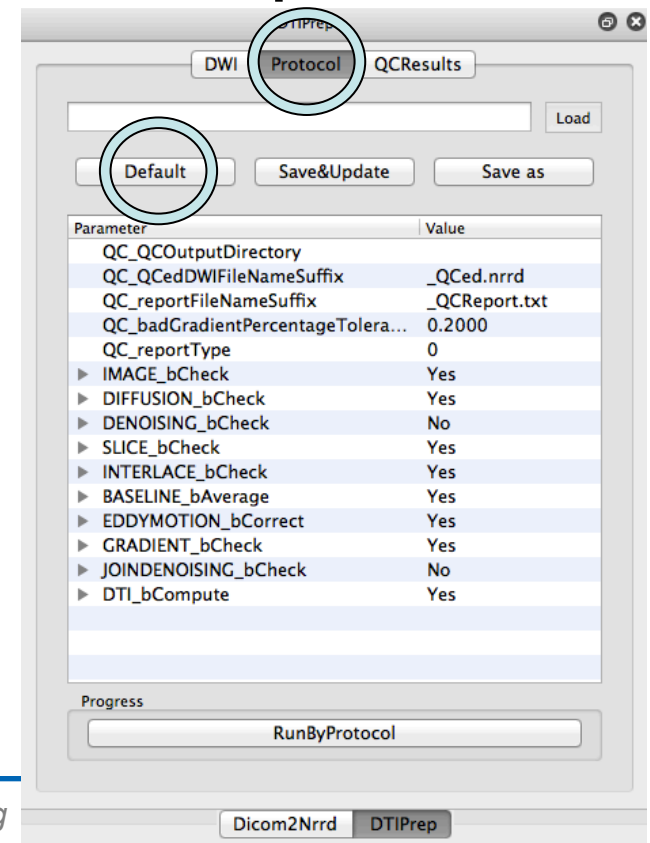 DTIPrep
DWI Protocol QCResults
Load
Default Save&Update Save as
Parameter Value
QC_QCOutputDirectory
QC_QCedDWIFileNameSuffix _QCed.nrrd
QC_reportFileNameSuffix _QCReport.txt
QC_badGradientPercentageTolera... 0.2000
QC_reportType 0
IMAGE_bCheck Yes
DIFFUSION_bCheck Yes
DENOISING_bCheck No
SLICE_bCheck Yes
INTERLACE_bCheck Yes
BASELINE_bAverage Yes
EDDYMOTION_bCorrect Yes
GRADIENT_bCheck Yes
JOINDENOISING_bCheck No
DTI_bCompute Yes
Progress
RunByProtocol
g
Dicom2Nrrd DTIPrep